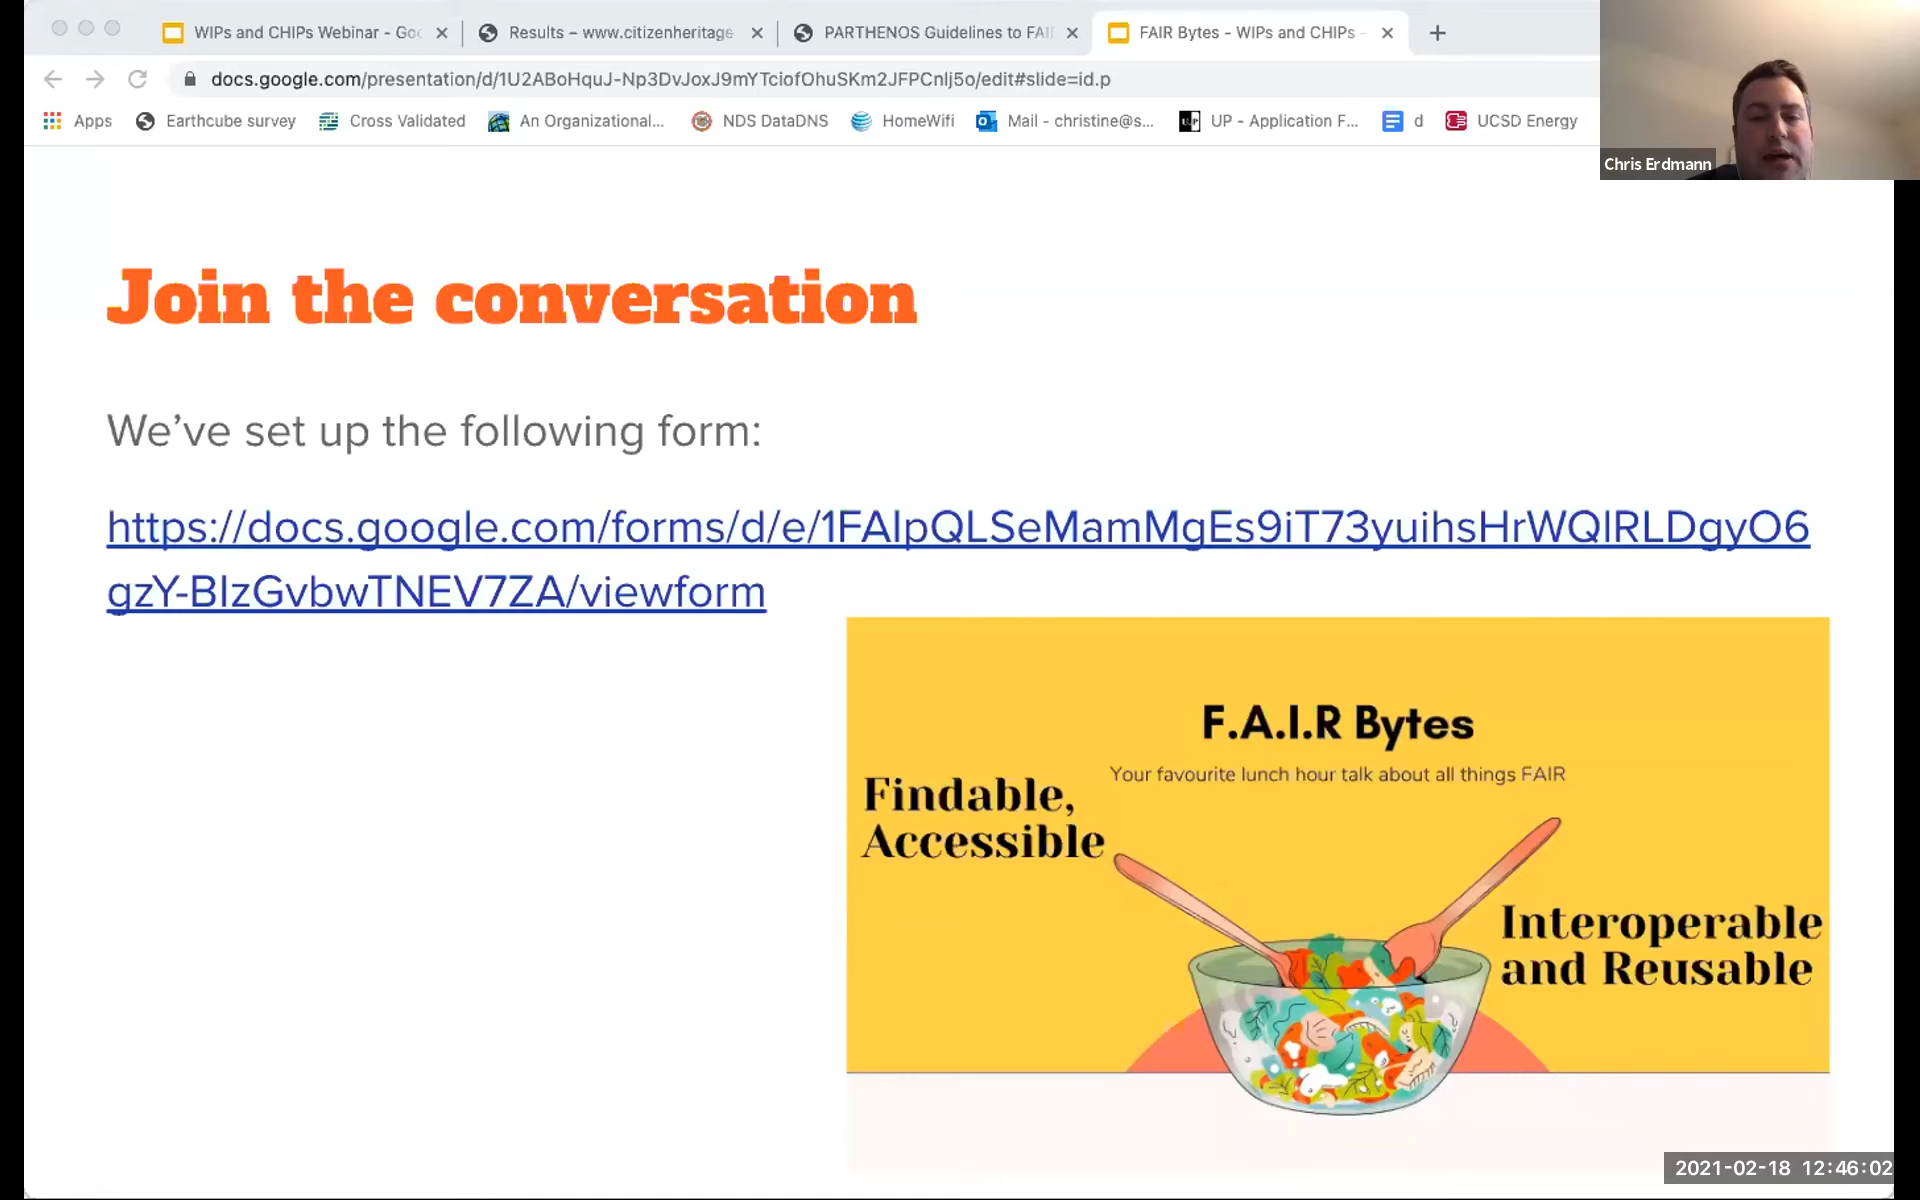 WIPs and CHIPs Webinar - Goo
Results – www.citizenheritage
PARTHENOS Guidelines to FAI
FAIR Bytes - WIPs and CHIPs -
docs.google.com/presentation/d/1U2ABoHquJ-Np3DvJoxJ9mYTciofOhuSKm2JFPCnlj5o/edit#slide=id.p
Apps
Earthcube survey
Cross Validated
An Organizational...
NDS DataDNS
HomeWifi
Mail - christine@s...
UP - Application F...
d
UCSD Energy
Chris Erdmann
Join the conversation
We’ve set up the following form:
https://docs.google.com/forms/d/e/1FAIpQLSeMamMgEs9iT73yuihsHrWQIRLDgyO6
gzY-BIzGvbwTNEV7ZA/viewform
F.A.I.R Bytes
Your favourite lunch hour talk about all things FAIR
Findable,
Accessible
Interoperable
and Reusable
2021-02-18 12:46:02